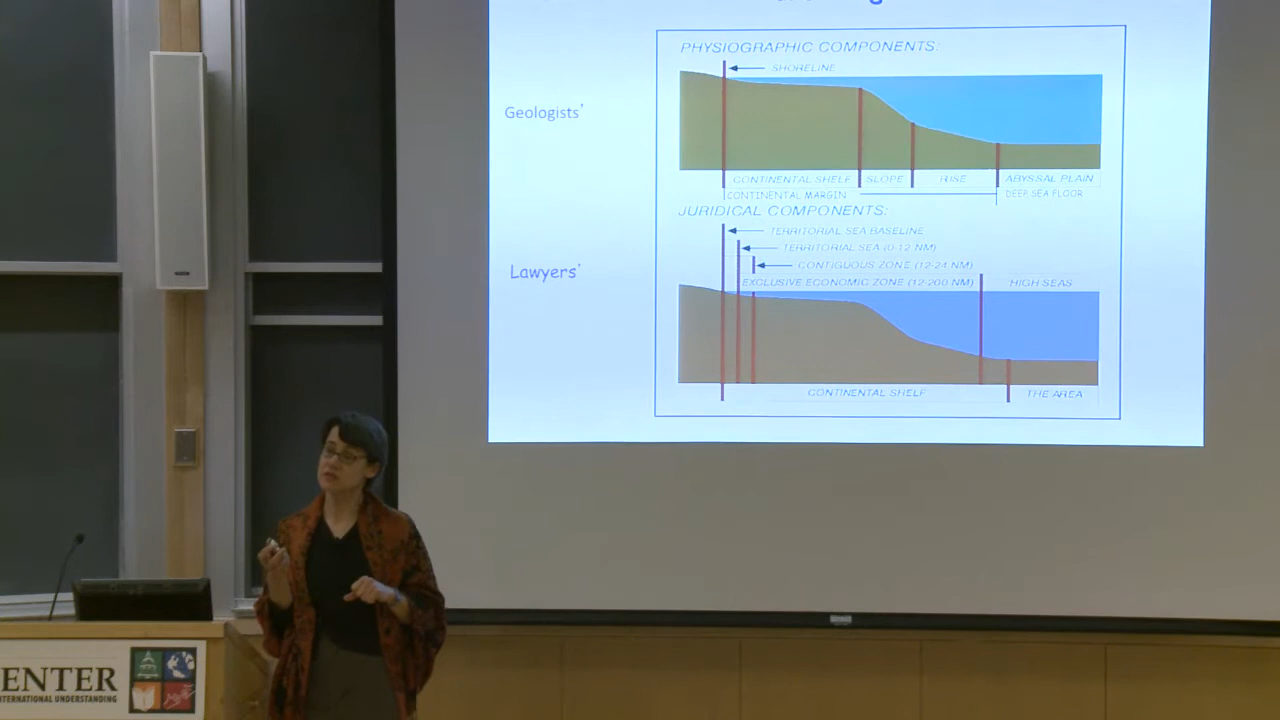 PHYSIOGRAPHIC COMPONENTS:
SHORELINE
Geologists'
CONTINENTAL SHELF SLOPE RISE ABYSSAL PLAIN
CONTINENTAL MARGIN DEEP SEA FLOOR
JURIDICAL COMPONENTS:
TERRITORIAL SEA BASELINE
TERRITORIAL SEA (0-12 NM)
Lawyers'
CONTIGUOUS ZONE (12-24 NM)
EXCLUSIVE ECONOMIC ZONE (12-200 NM) HIGH SEAS
CONTINENTAL SHELF THE AREA
ENTER
NTERNATIONAL UNDERSTANDING